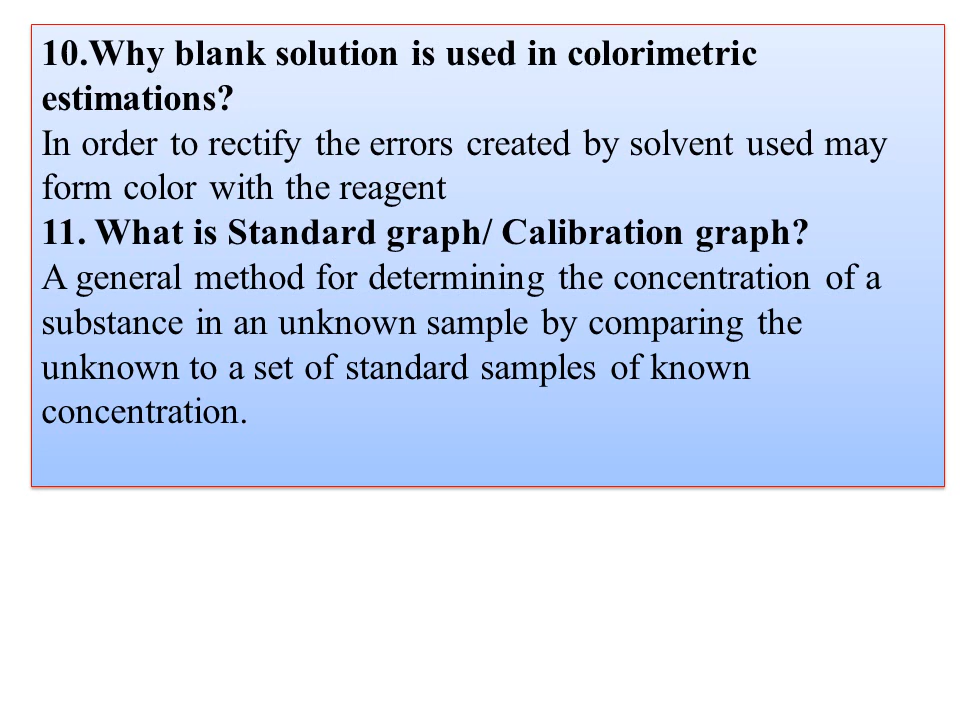 10.Why blank solution is used in colorimetric
estimations?
In order to rectify the errors created by solvent used may
form color with the reagent
11. What is Standard graph/ Calibration graph?
A general method for determining the concentration of a
substance in an unknown sample by comparing the
unknown to a set of standard samples of known
concentration.